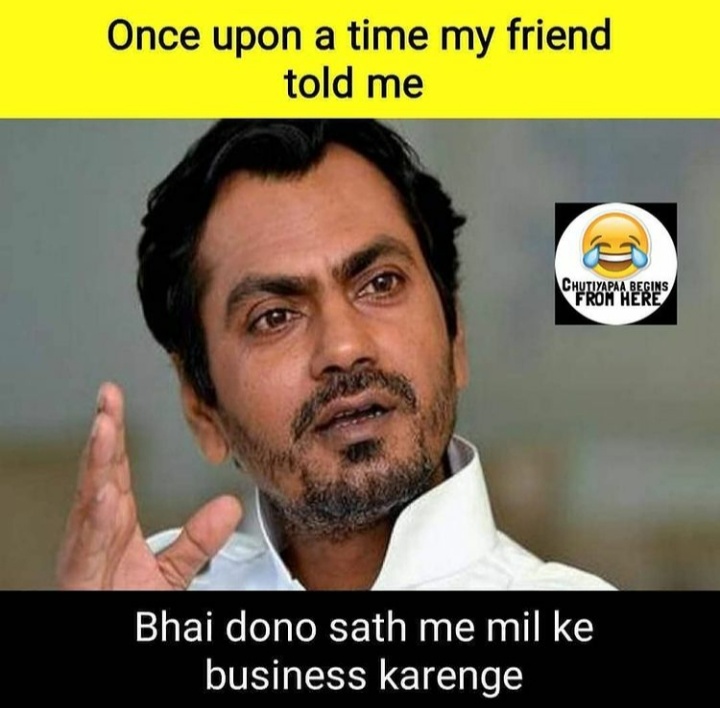 Once upon a time my friend
told me
CHUTIYAPAA BEGINS
FROM HERE
Bhai dono sath me mil ke
business karenge